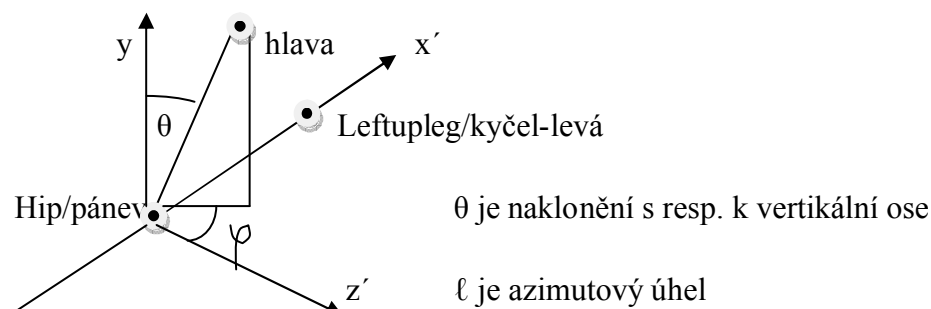 y
hlava
x´
θ
Leftupleg/kyčel-levá
Hip/pánev
θ je naklonění s resp. k vertikální ose
φ
z´
ℓ je azimutový úhel